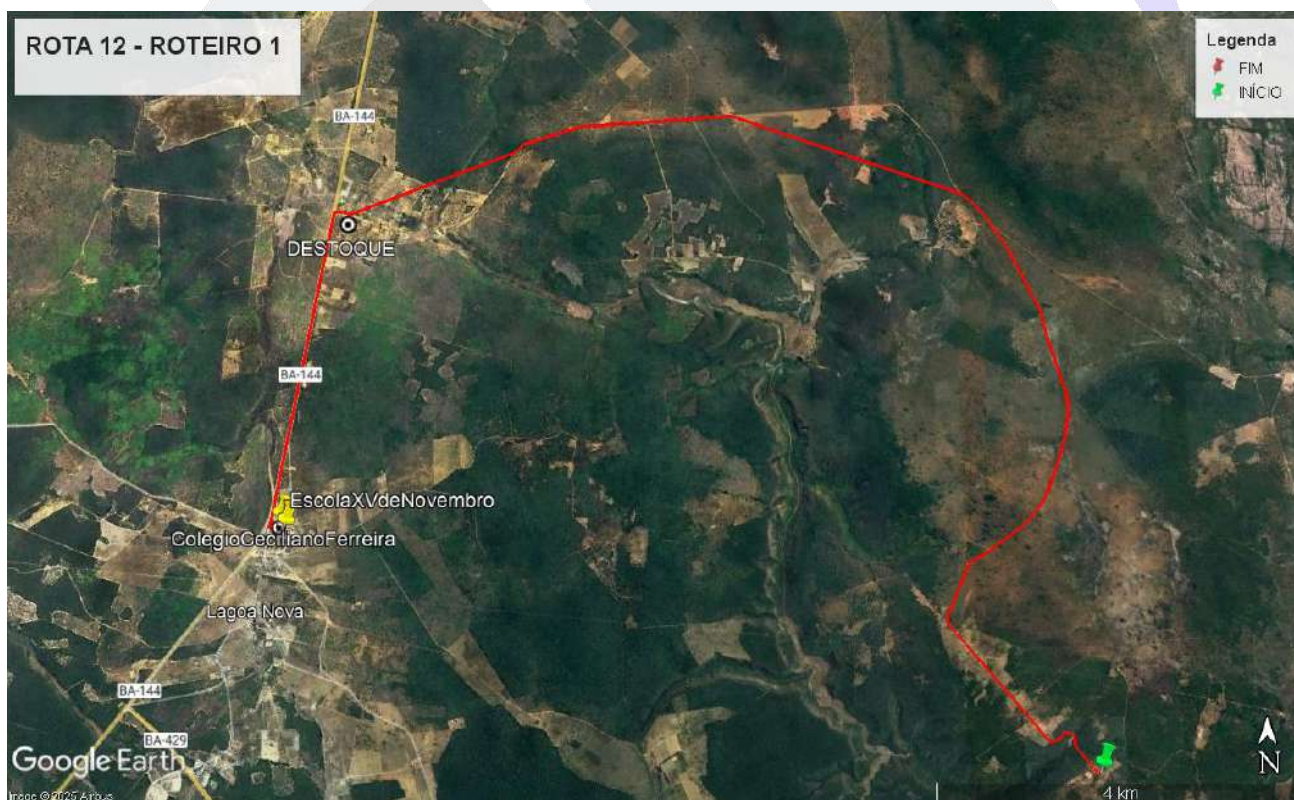 ROTA 12 - ROTEIRO 1
Legenda
FIM
INÍCIO
BA-144
DESTOQUE
BA-144
EscolaXVdeNovembro
ColegioCecilianoFerreira
Lagoa Nova
BA-144
BA-429
Google Earth
N
Image © 2025 Airbus
4 km